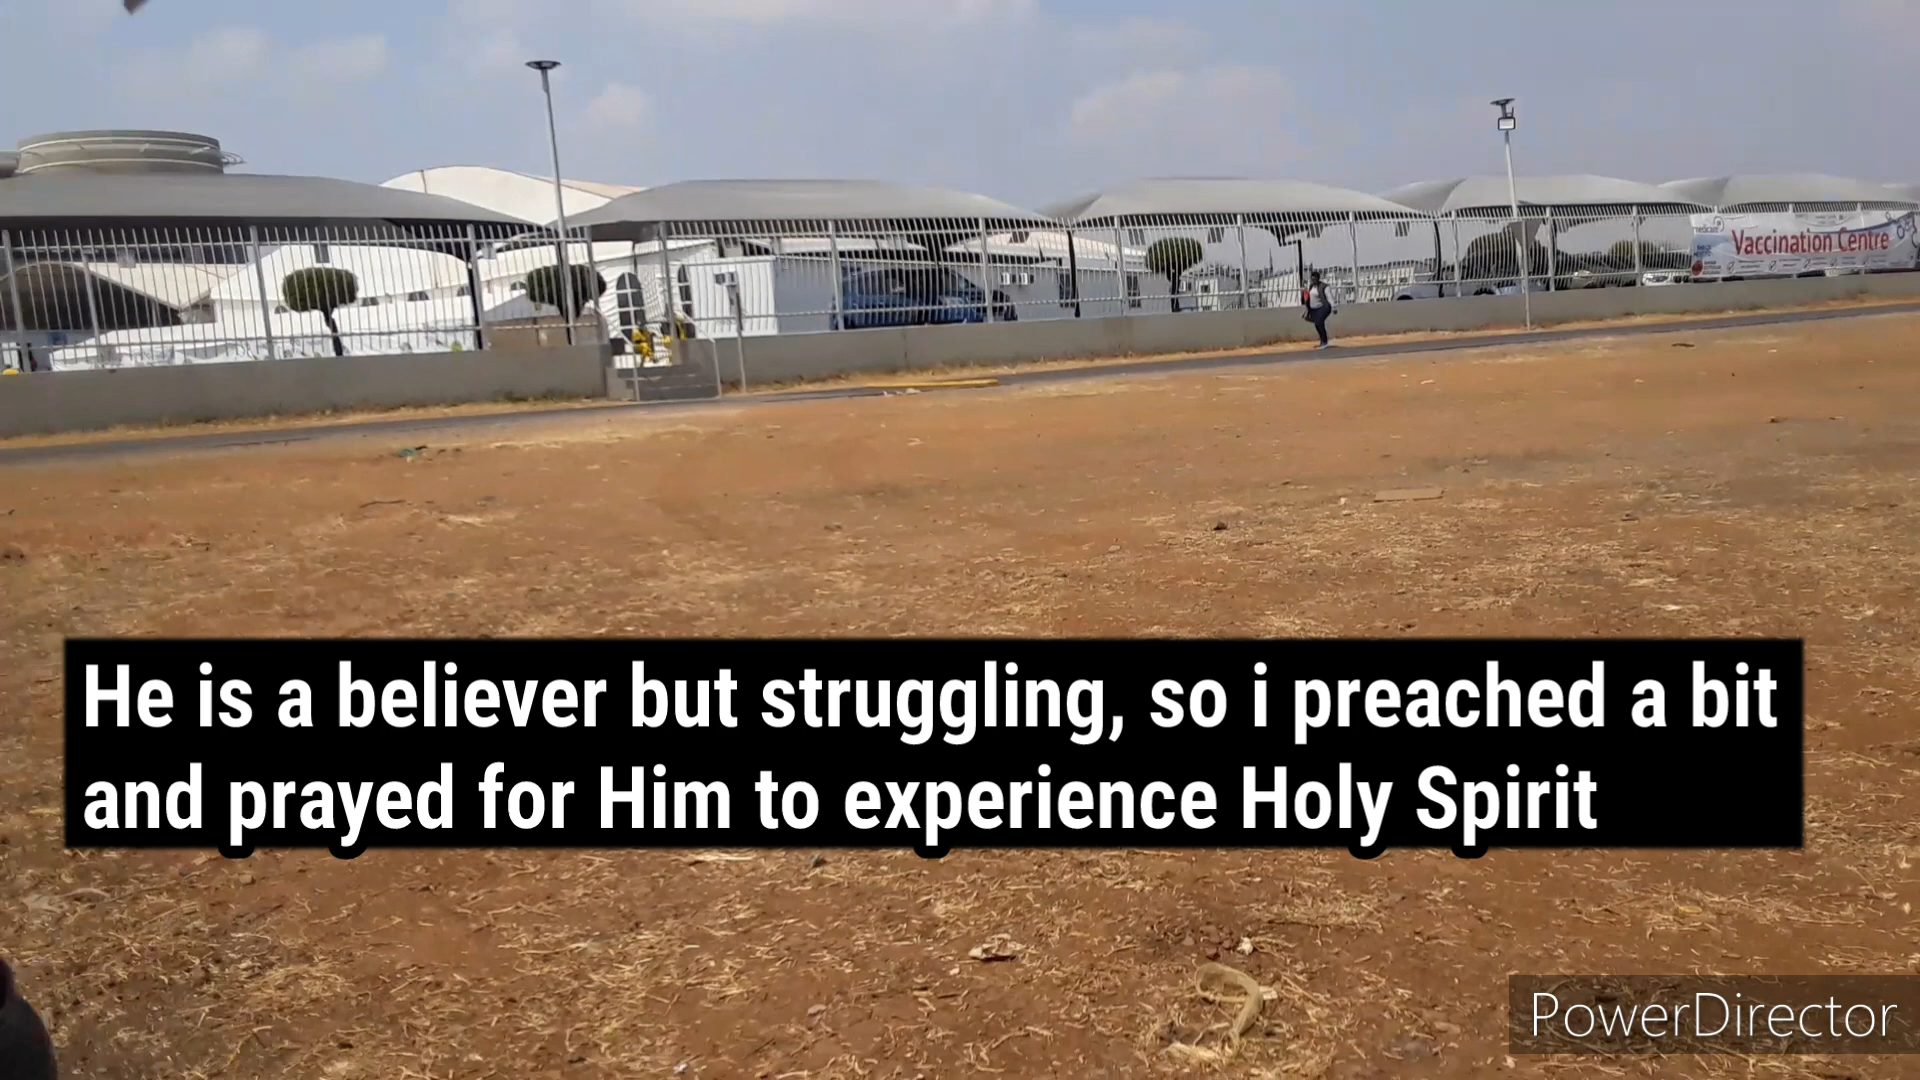 Vaccination Centre
He is a believer but struggling, so i preached a bit
and prayed for Him to experience Holy Spirit
PowerDirector